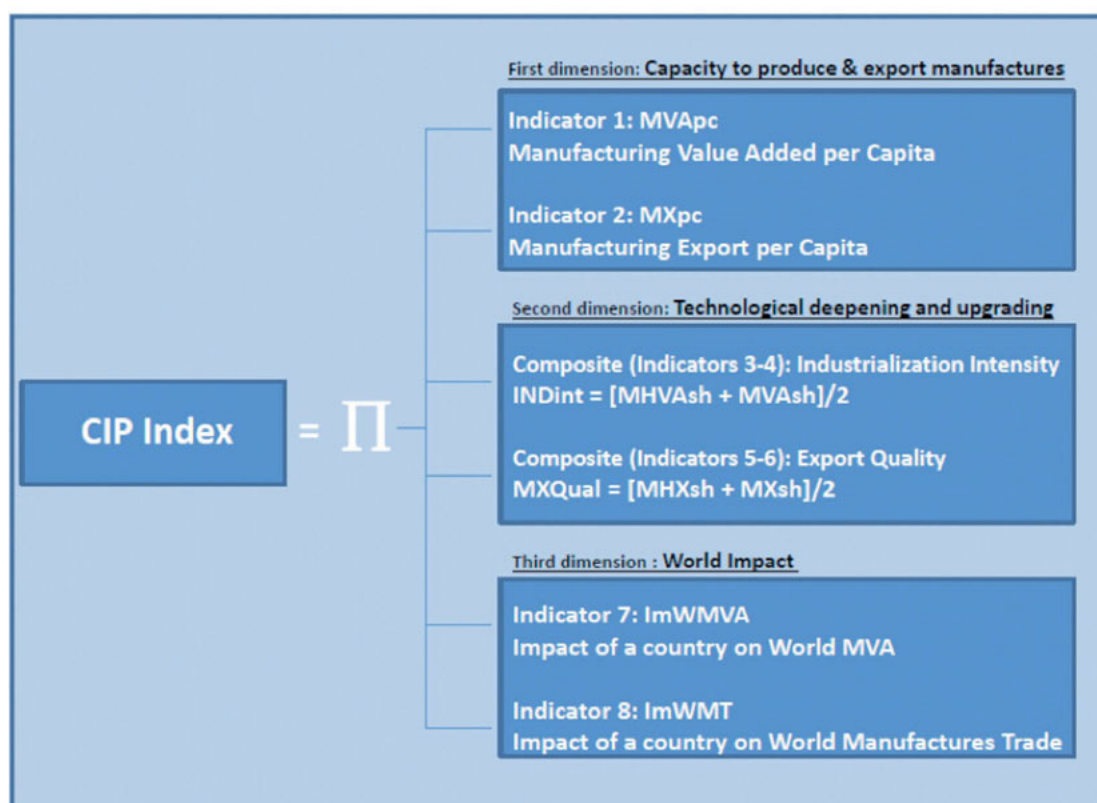 First dimension: Capacity to produce & export manufactures
Indicator 1: MVApc
Manufacturing Value Added per Capita
Indicator 2: MXpc
Manufacturing Export per Capita
Second dimension: Technological deepening and upgrading
Composite (Indicators 3-4): Industrialization Intensity
INDint = [MHVAsh + MVAsh]/2
CIP Index = ∏
Composite (Indicators 5-6): Export Quality
MXQual = [MHXsh + MXsh]/2
Third dimension : World Impact
Indicator 7: ImWMVA
Impact of a country on World MVA
Indicator 8: ImWMT
Impact of a country on World Manufactures Trade